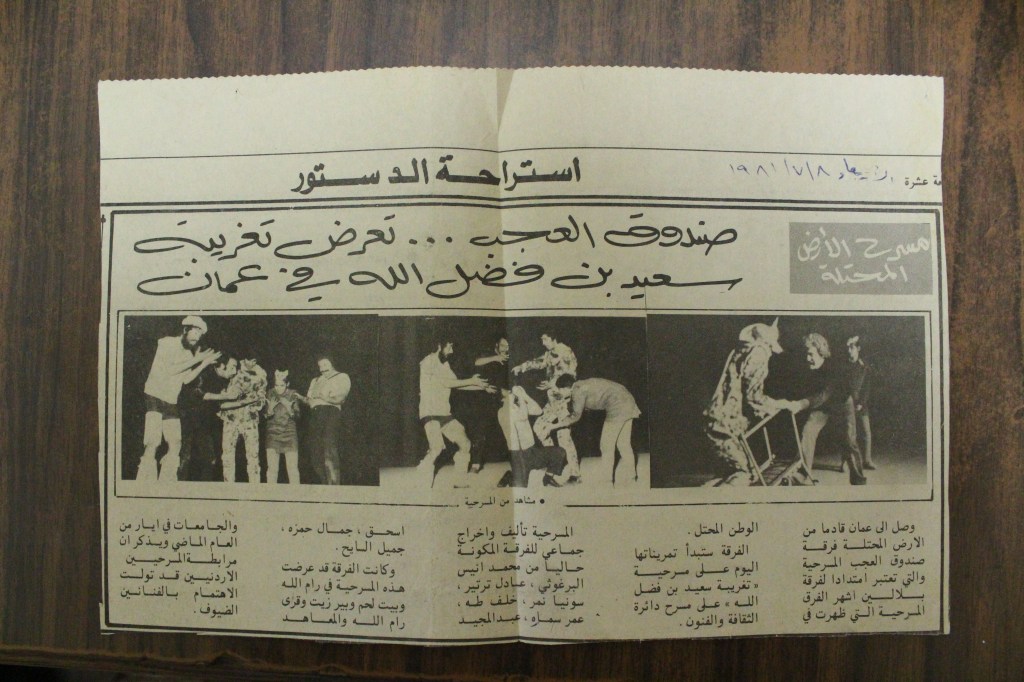 استراحة الدستور
ـة عشرة الاربعاء ١٩٨١/٧/٨
مسرح الأرض
المحتلة
صندوق العجب ... تعرض تغريبة
سعيد بن فضل الله في عمان
• مشاهد من المسرحية
وصل الى عمان قادما من
الارض المحتلة فرقة
صندوق العجب المسرحية
والتي تعتبر امتدادا لفرقة
بلالين اشهر الفرق
المسرحية التي ظهرت في
الوطن المحتل .
الفرقة ستبدأ تمريناتها
اليوم على مسرحية
« تغريبة سعيد بن فضل
الله » على مسرح دائرة
الثقافة والفنون .
المسرحية تأليف واخراج
جماعي للفرقة المكونة
حاليا من محمد انيس
البرغوثي ، عادل ترتير ،
سونيا نمر ، خلف طه ،
عمر سماره ، عبدالمجيد
اسحق ، جمال حمزه ،
جميل السايح .
وكانت الفرقة قد عرضت
هذه المسرحية في رام الله
وبيت لحم وبير زيت وقرى
رام الله والمعاهد
والجامعات في ايار من
العام الماضي ويذكر ان
مرابطة المسرحيين
الاردنيين قد تولت
الاهتمام بالفنانين
الضيوف .